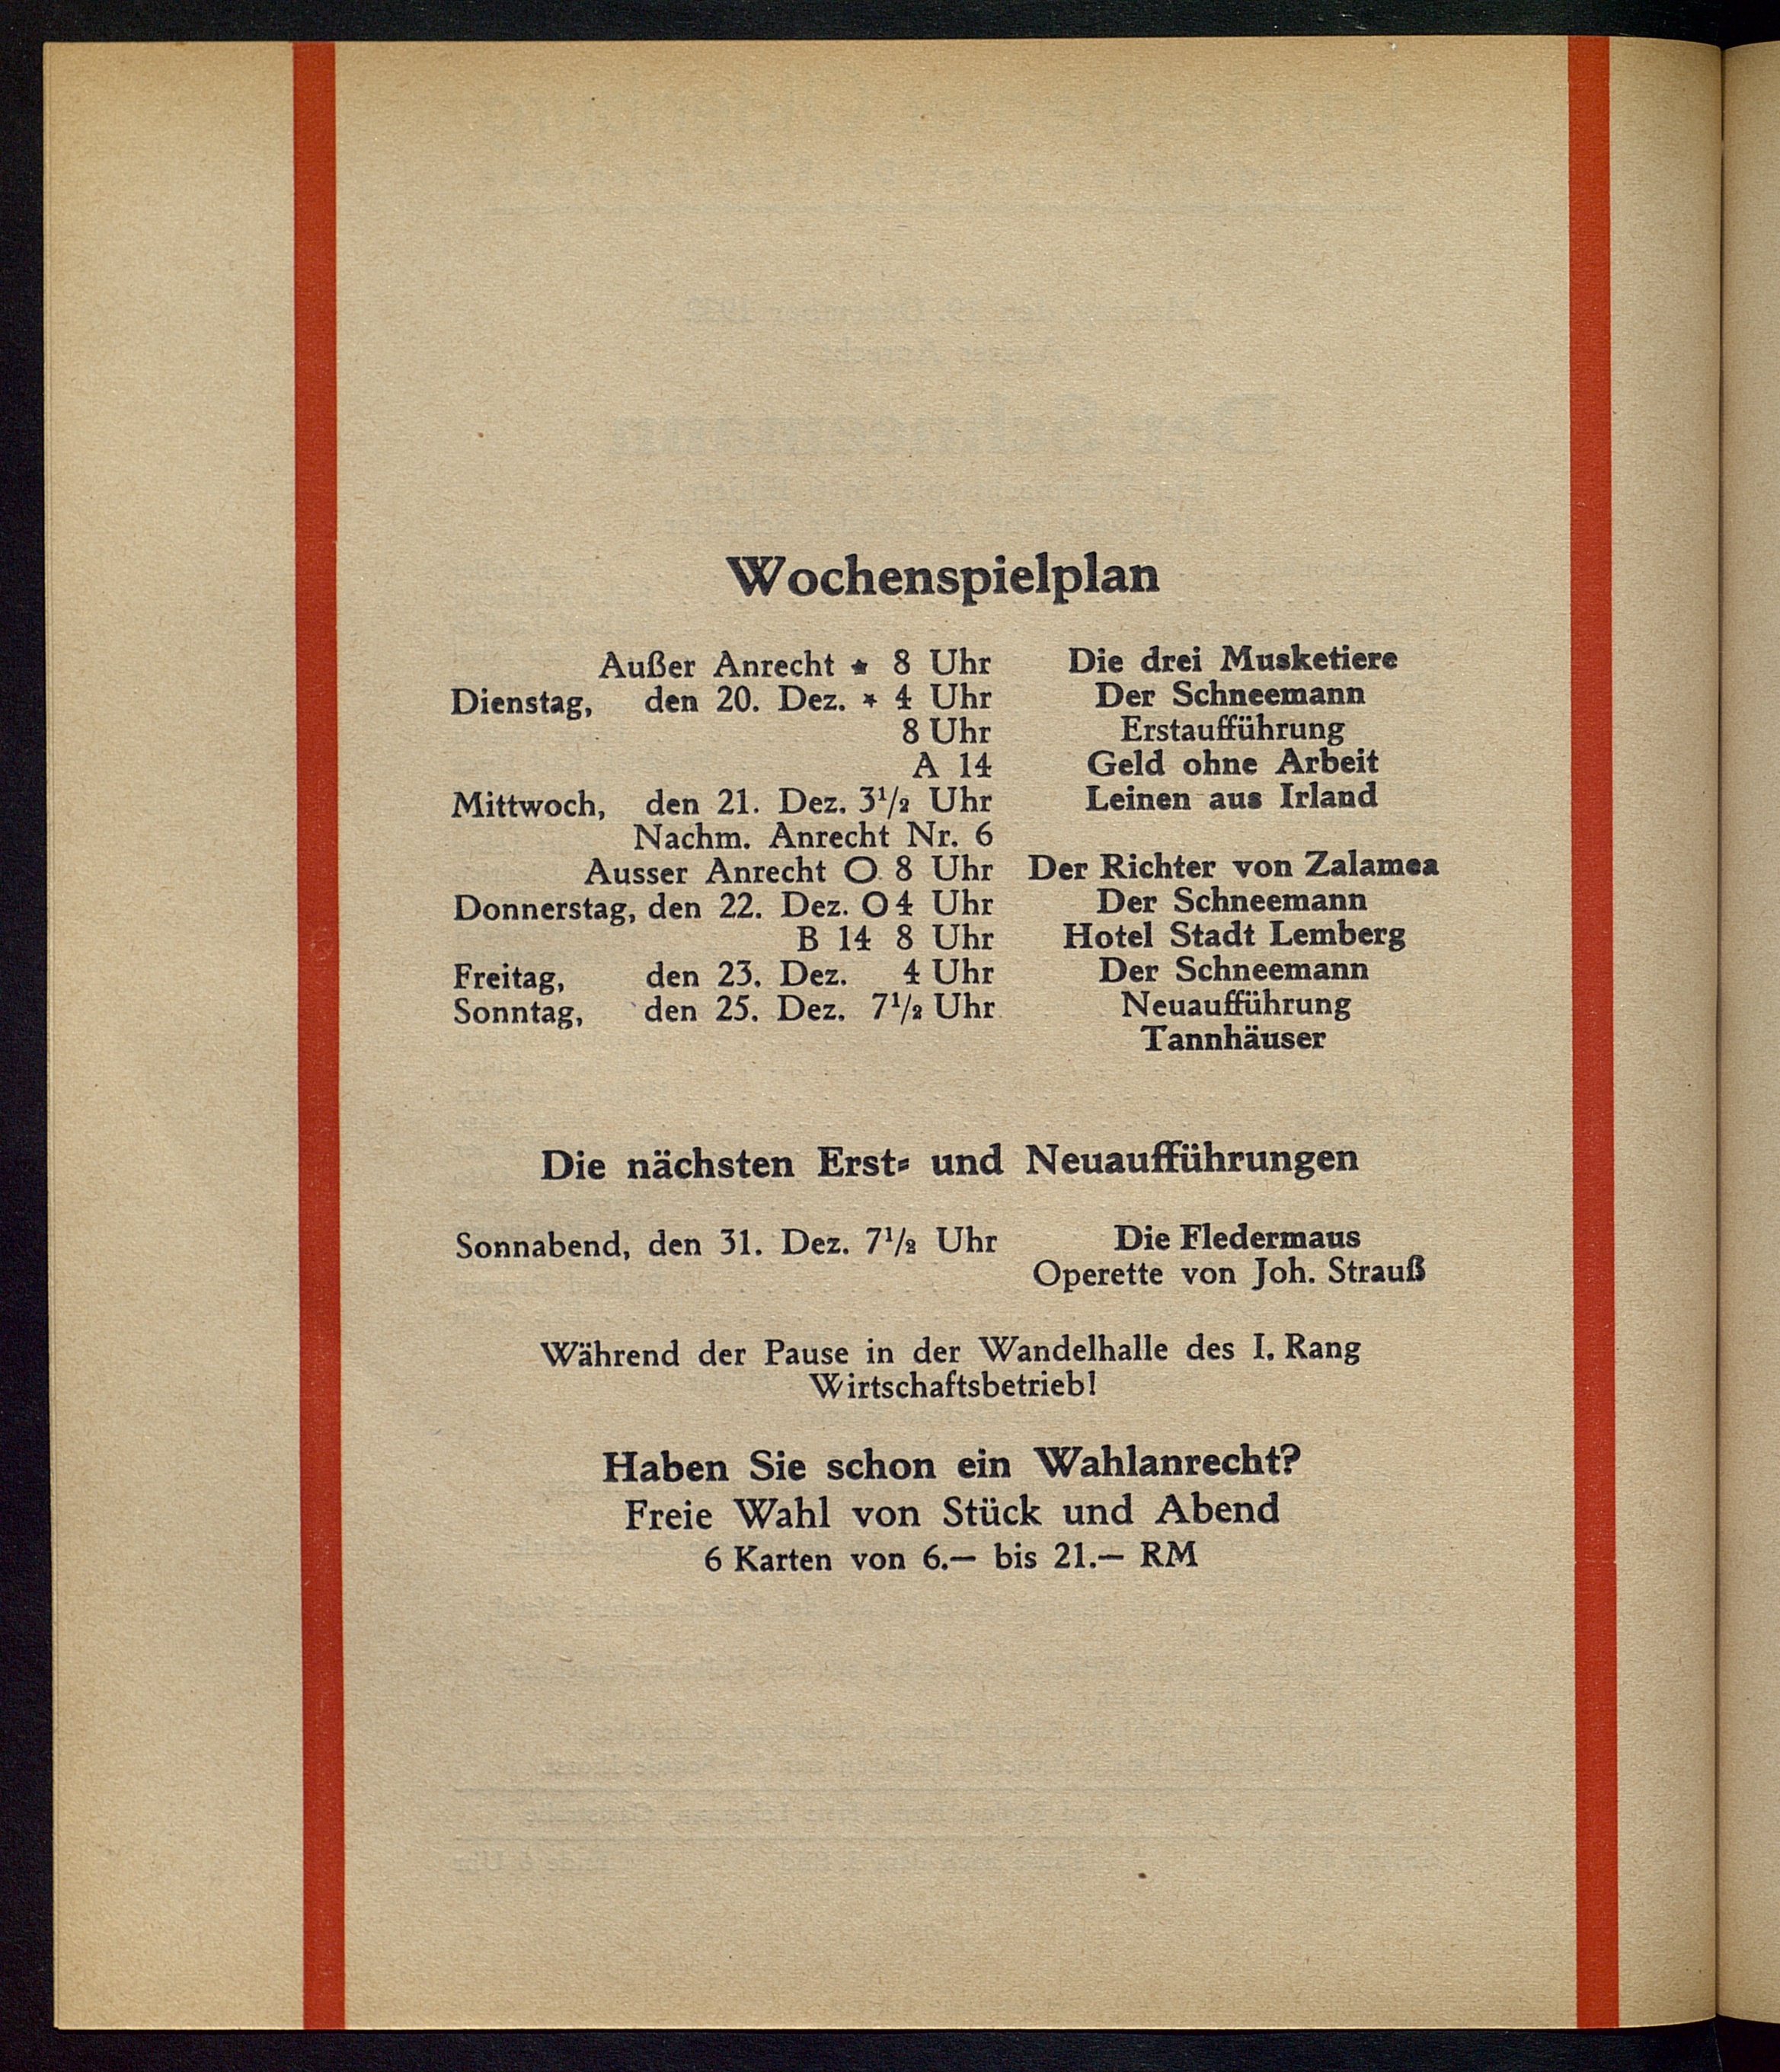 Wochenspielplan
Außer Anrecht * 8 Uhr Die drei Musketiere
Dienstag, den 20. Dez. * 4 Uhr Der Schneemann
8 Uhr Erstaufführung
A 14 Geld ohne Arbeit
Mittwoch, den 21. Dez. 3½ Uhr Leinen aus Irland
Nachm. Anrecht Nr. 6
Ausser Anrecht O 8 Uhr Der Richter von Zalamea
Donnerstag, den 22. Dez. O 4 Uhr Der Schneemann
B 14 8 Uhr Hotel Stadt Lemberg
Freitag, den 23. Dez. 4 Uhr Der Schneemann
Sonntag, den 25. Dez. 7½ Uhr Neuaufführung
Tannhäuser
Die nächsten Erst- und Neuaufführungen
Sonnabend, den 31. Dez. 7½ Uhr Die Fledermaus
Operette von Joh. Strauß
Während der Pause in der Wandelhalle des I. Rang
Wirtschaftsbetrieb!
Haben Sie schon ein Wahlanrecht?
Freie Wahl von Stück und Abend
6 Karten von 6.— bis 21.— RM